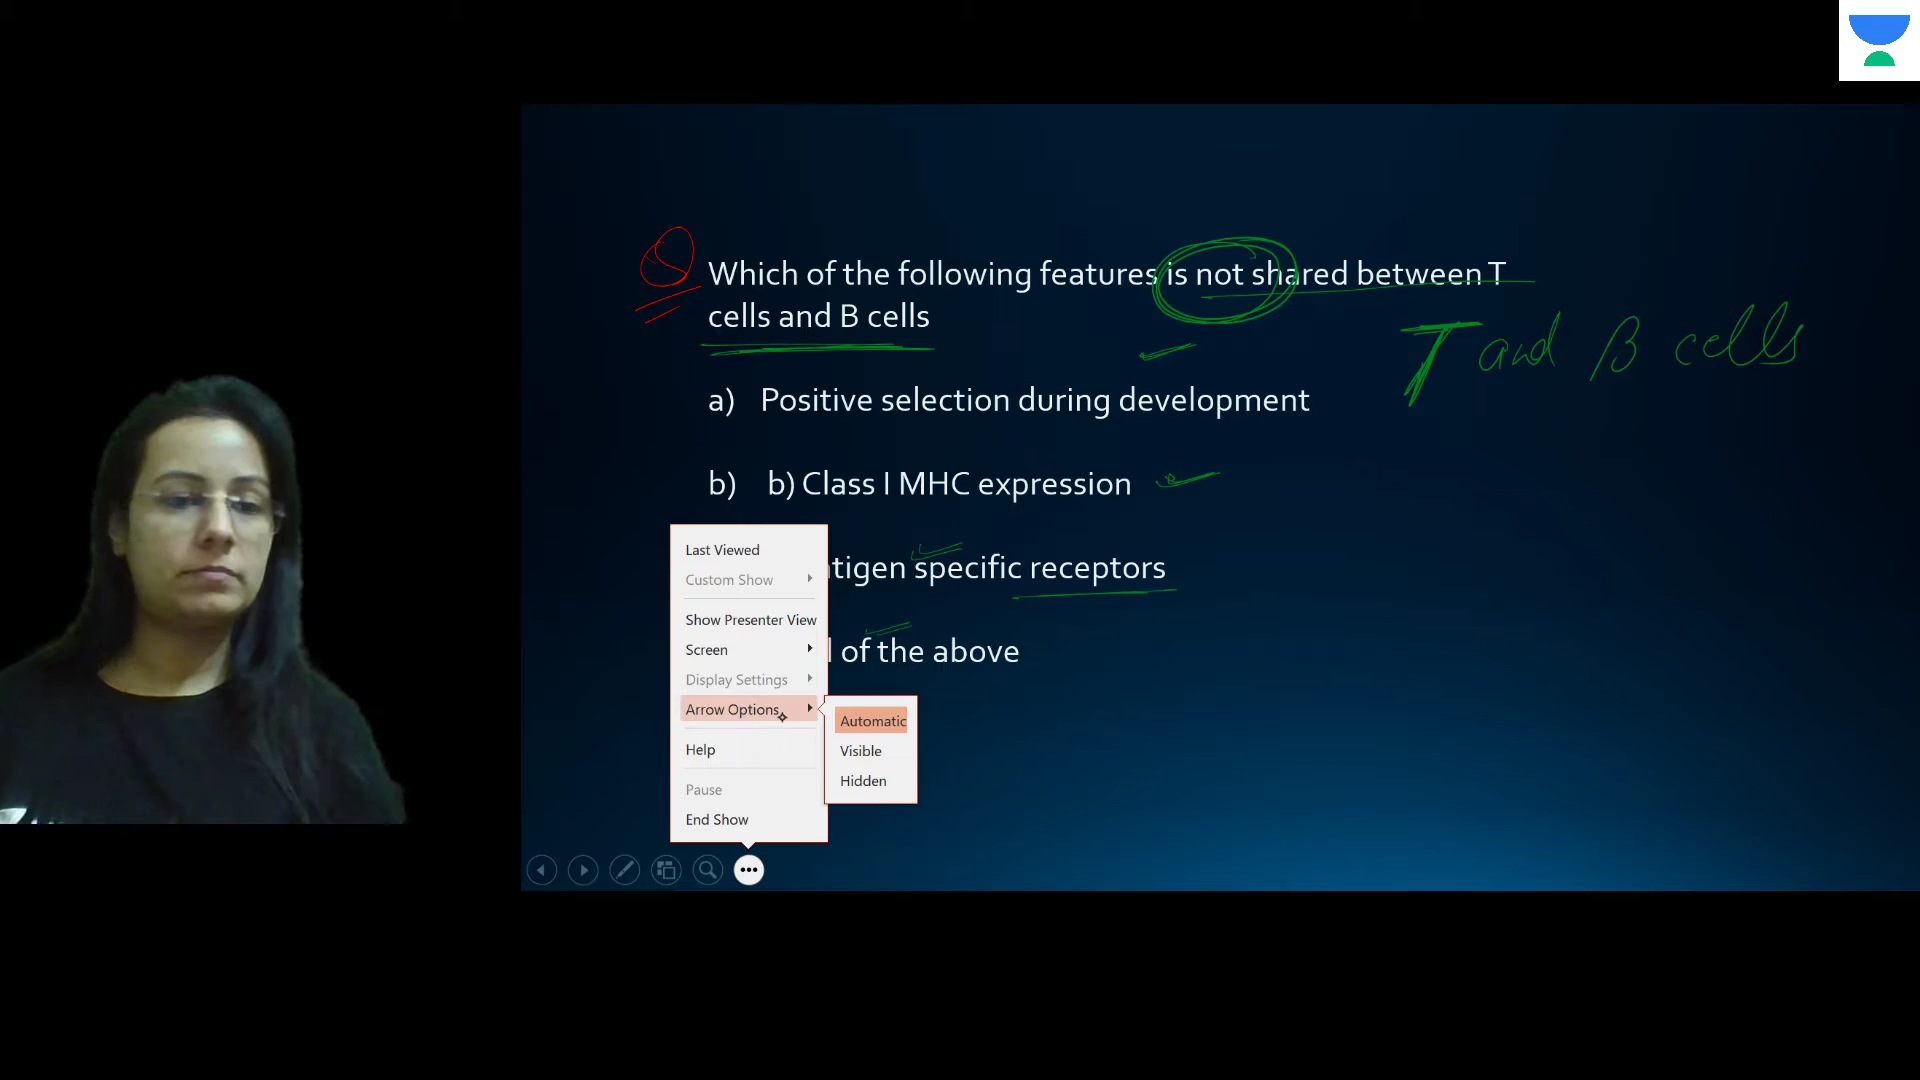 Which of the following features is not shared between T
cells and B cells
T and B cells
a) Positive selection during development
b) b) Class I MHC expression
tigen specific receptors
l of the above
Last Viewed
Custom Show
Show Presenter View
Screen
Display Settings
Arrow Options
Help
Pause
End Show
Automatic
Visible
Hidden